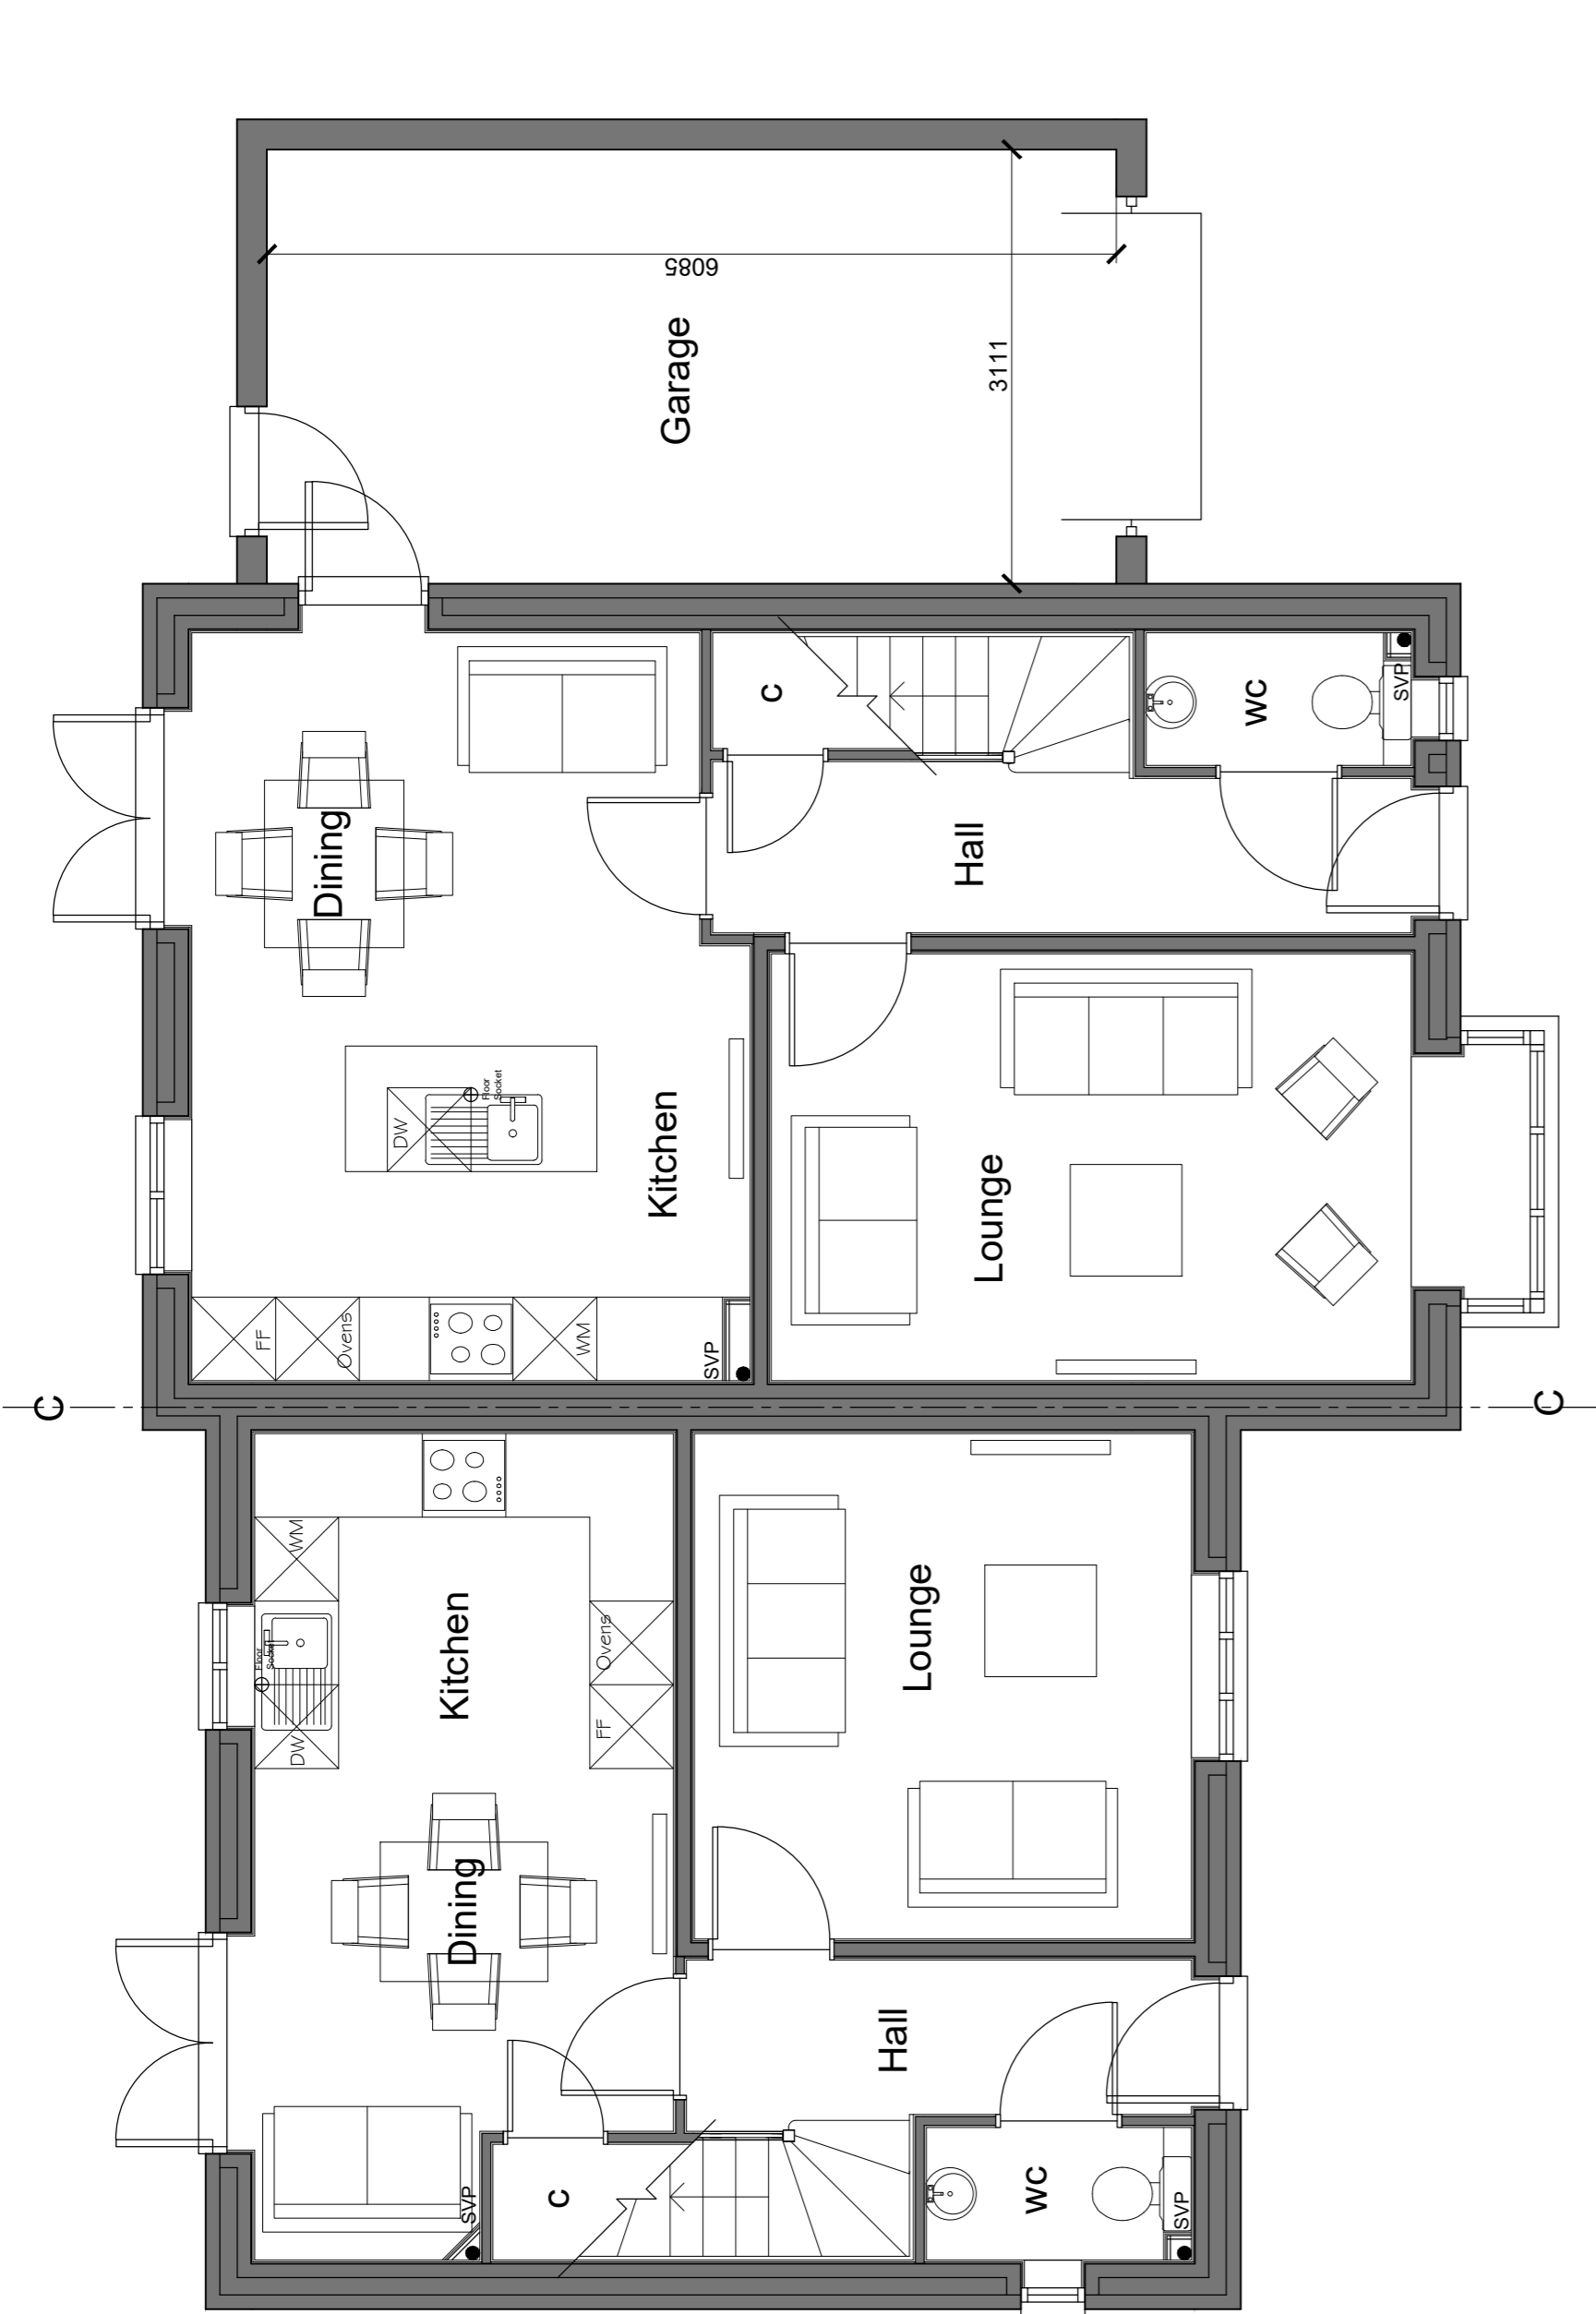 6085
Garage
3111
C
WC
SVP
Dining
Hall
Floor
Socket
DW
Kitchen
Lounge
FF
Ovens
WM
SVP
C
C
WM
Kitchen
Floor
Socket
Ovens
Lounge
DW
FF
Dining
Hall
SVP
C
WC
SVP